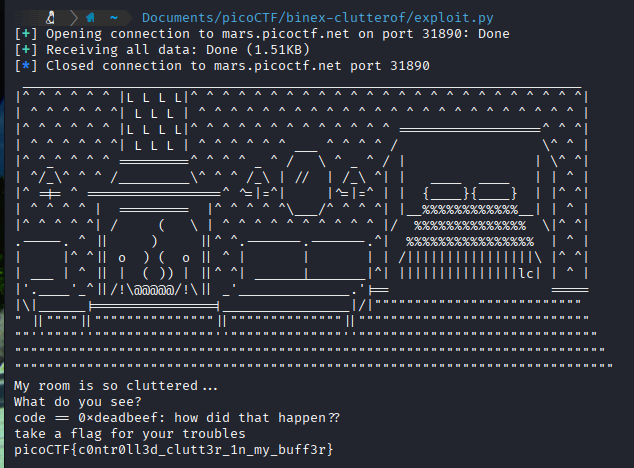 ~ Documents/picoCTF/binex-clutterof/exploit.py
[+] Opening connection to mars.picoctf.net on port 31890: Done
[+] Receiving all data: Done (1.51KB)
[*] Closed connection to mars.picoctf.net port 31890
L L L L
L L L
L L L L
L L L
lc
My room is so cluttered...
What do you see?
code == 0xdeadbeef: how did that happen??
take a flag for your troubles
picoCTF{c0ntr0ll3d_clutt3r_1n_my_buff3r}